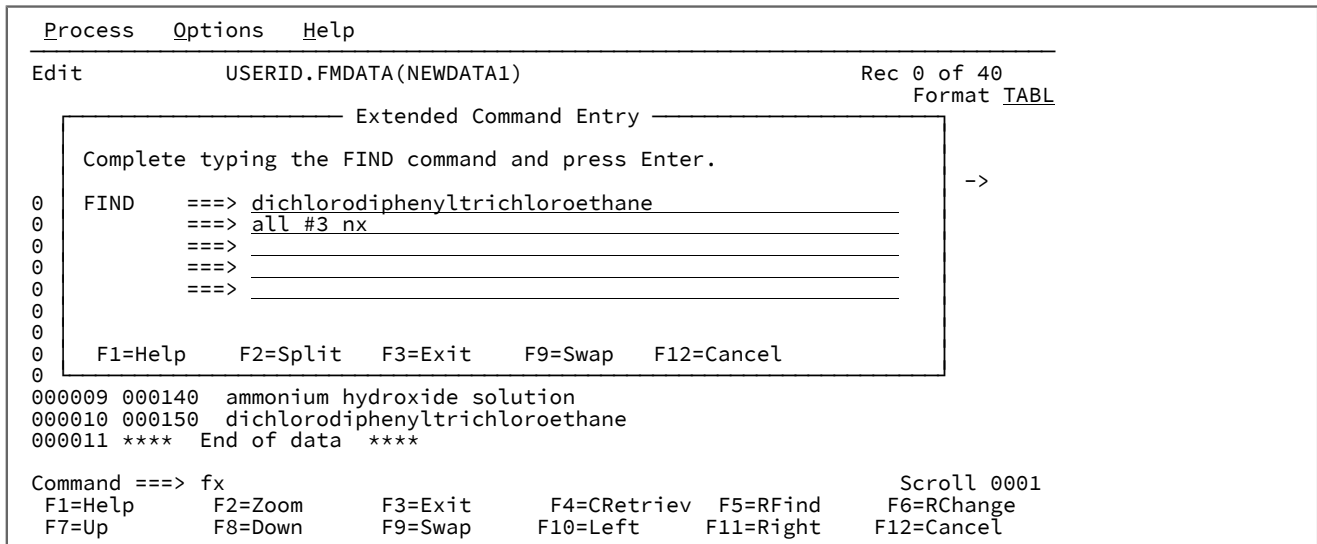 Process   Options   Help
Edit           USERID.FMDATA(NEWDATA1)                          Rec 0 of 40
Format TABL
Extended Command Entry
Complete typing the FIND command and press Enter.
->
0   FIND    ===> dichlorodiphenyltrichloroethane
0           ===> all #3 nx
0           ===>
0           ===>
0           ===>
0
0
0   F1=Help    F2=Split   F3=Exit    F9=Swap   F12=Cancel
0
000009 000140  ammonium hydroxide solution
000010 000150  dichlorodiphenyltrichloroethane
000011 ****  End of data  ****
Command ===> fx                                                    Scroll 0001
F1=Help      F2=Zoom      F3=Exit      F4=CRetriev  F5=RFind     F6=RChange
F7=Up        F8=Down      F9=Swap     F10=Left     F11=Right    F12=Cancel